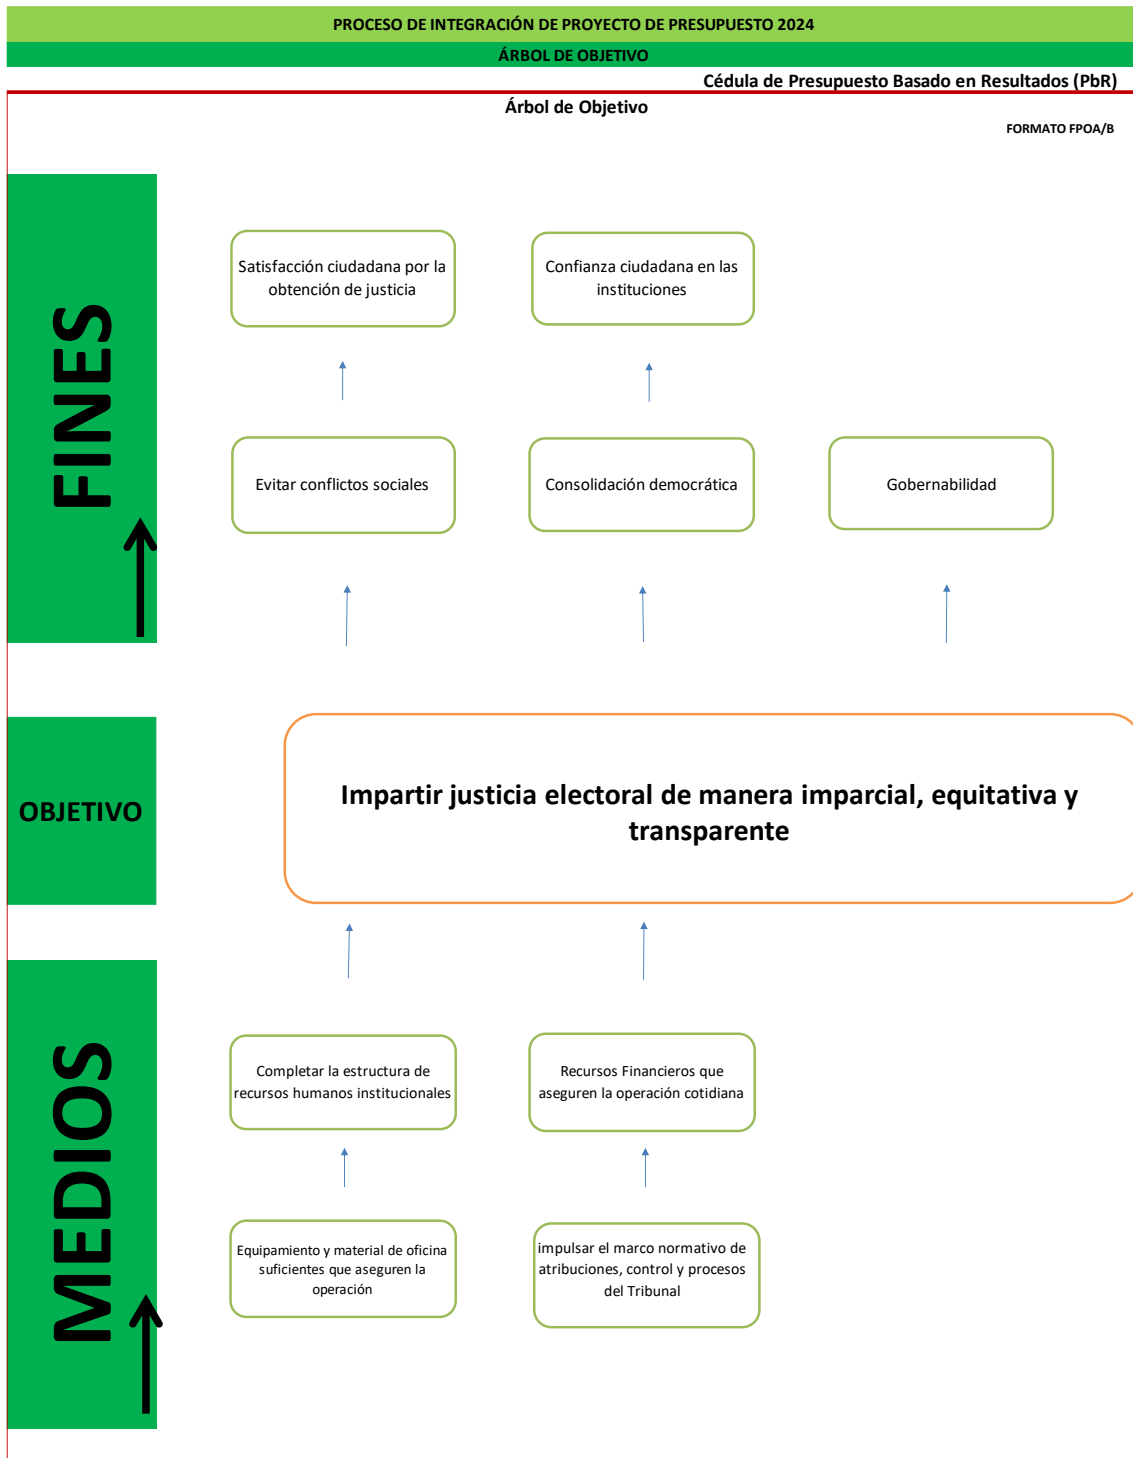 PROCESO DE INTEGRACIÓN DE PROYECTO DE PRESUPUESTO 2024
ÁRBOL DE OBJETIVO
Cédula de Presupuesto Basado en Resultados (PbR)
Árbol de Objetivo
FORMATO FPOA/B
FINES
Satisfacción ciudadana por la
obtención de justicia
Confianza ciudadana en las
instituciones
Evitar conflictos sociales
Consolidación democrática
Gobernabilidad
OBJETIVO
Impartir justicia electoral de manera imparcial, equitativa y
transparente
MEDIOS
Completar la estructura de
recursos humanos institucionales
Recursos Financieros que
aseguren la operación cotidiana
Equipamiento y material de oficina
suficientes que aseguren la
operación
impulsar el marco normativo de
atribuciones, control y procesos
del Tribunal